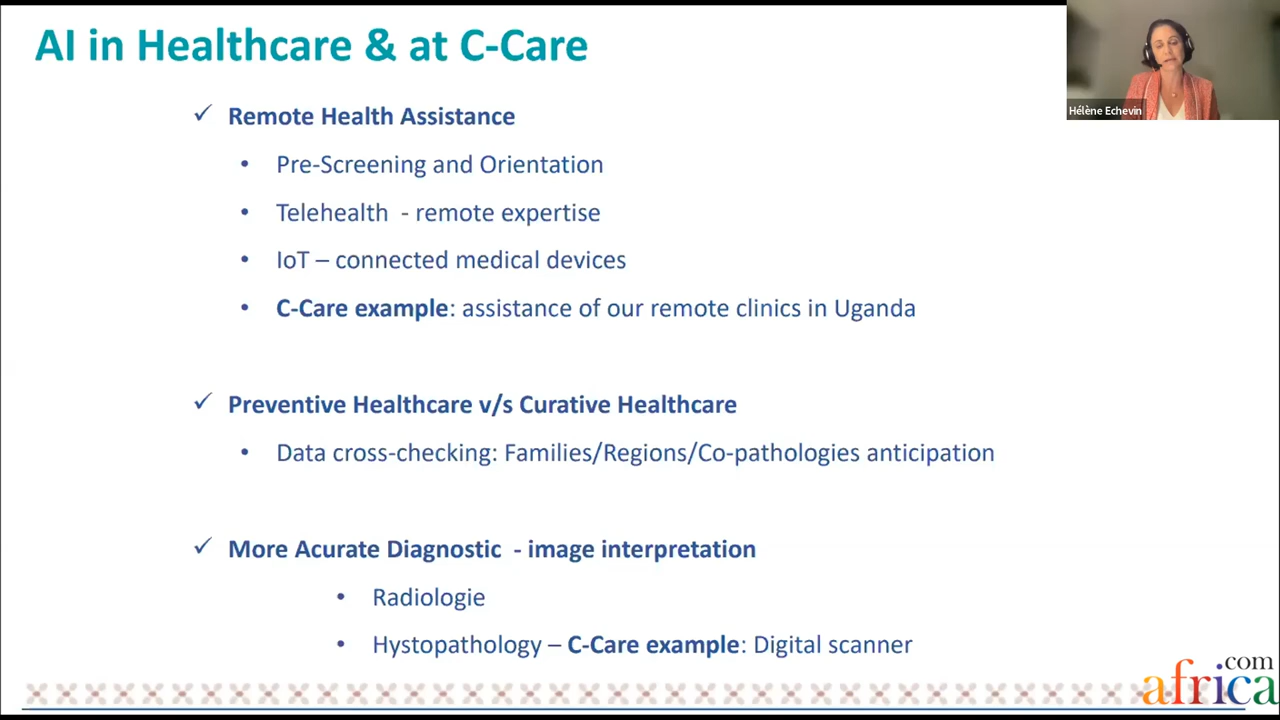 AI in Healthcare & at C-Care
Hélène Echevin
✓ Remote Health Assistance
• Pre-Screening and Orientation
• Telehealth - remote expertise
• IoT – connected medical devices
• C-Care example: assistance of our remote clinics in Uganda
✓ Preventive Healthcare v/s Curative Healthcare
• Data cross-checking: Families/Regions/Co-pathologies anticipation
✓ More Acurate Diagnostic - image interpretation
• Radiologie
• Hystopathology – C-Care example: Digital scanner
.com
africa